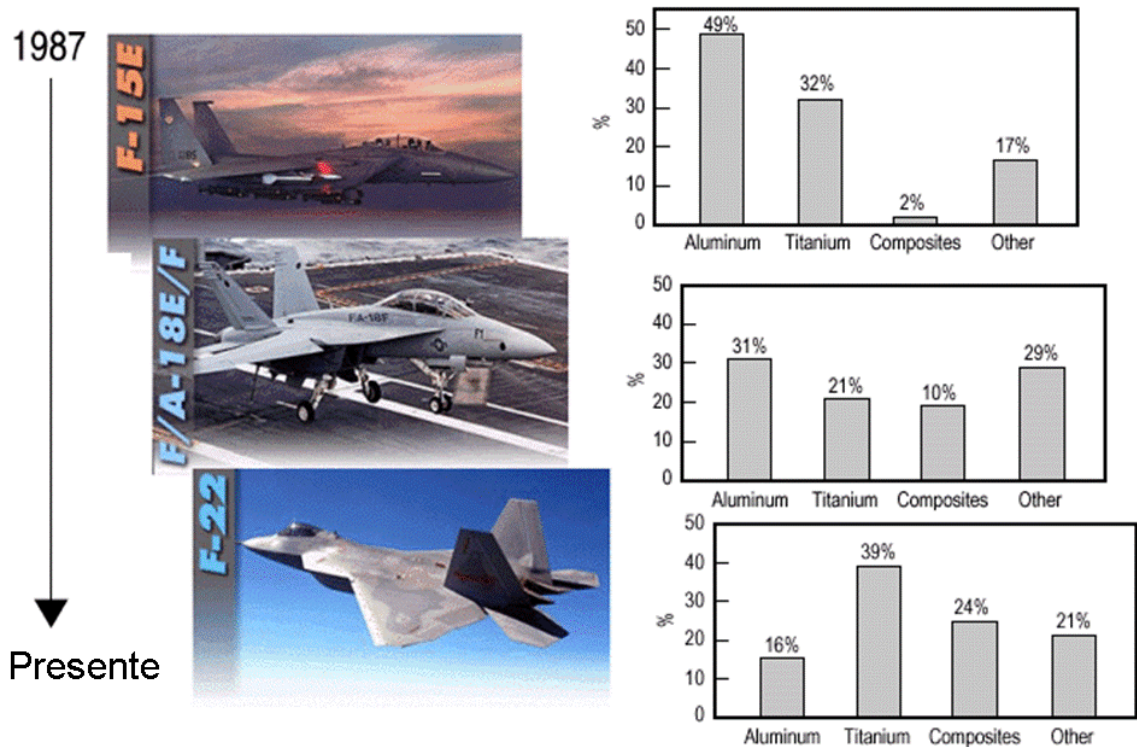 1987
F-15E
F/A-18E/F
F/A-18F
F-22
Presente
50
40
30
20
10
0
%
49%
32%
2%
17%
Aluminum
Titanium
Composites
Other
50
40
30
20
10
0
%
31%
21%
10%
29%
Aluminum
Titanium
Composites
Other
50
40
30
20
10
0
%
16%
39%
24%
21%
Aluminum
Titanium
Composites
Other